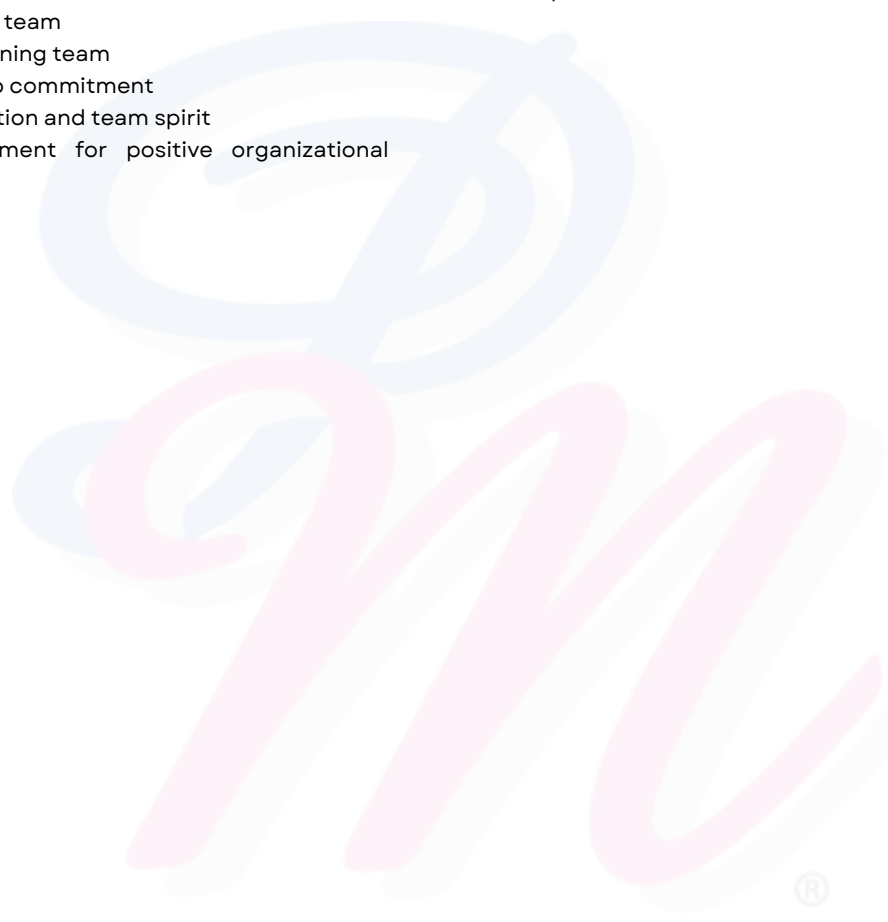 team
ning team
commitment
tion and team spirit
ment for positive organizational
®